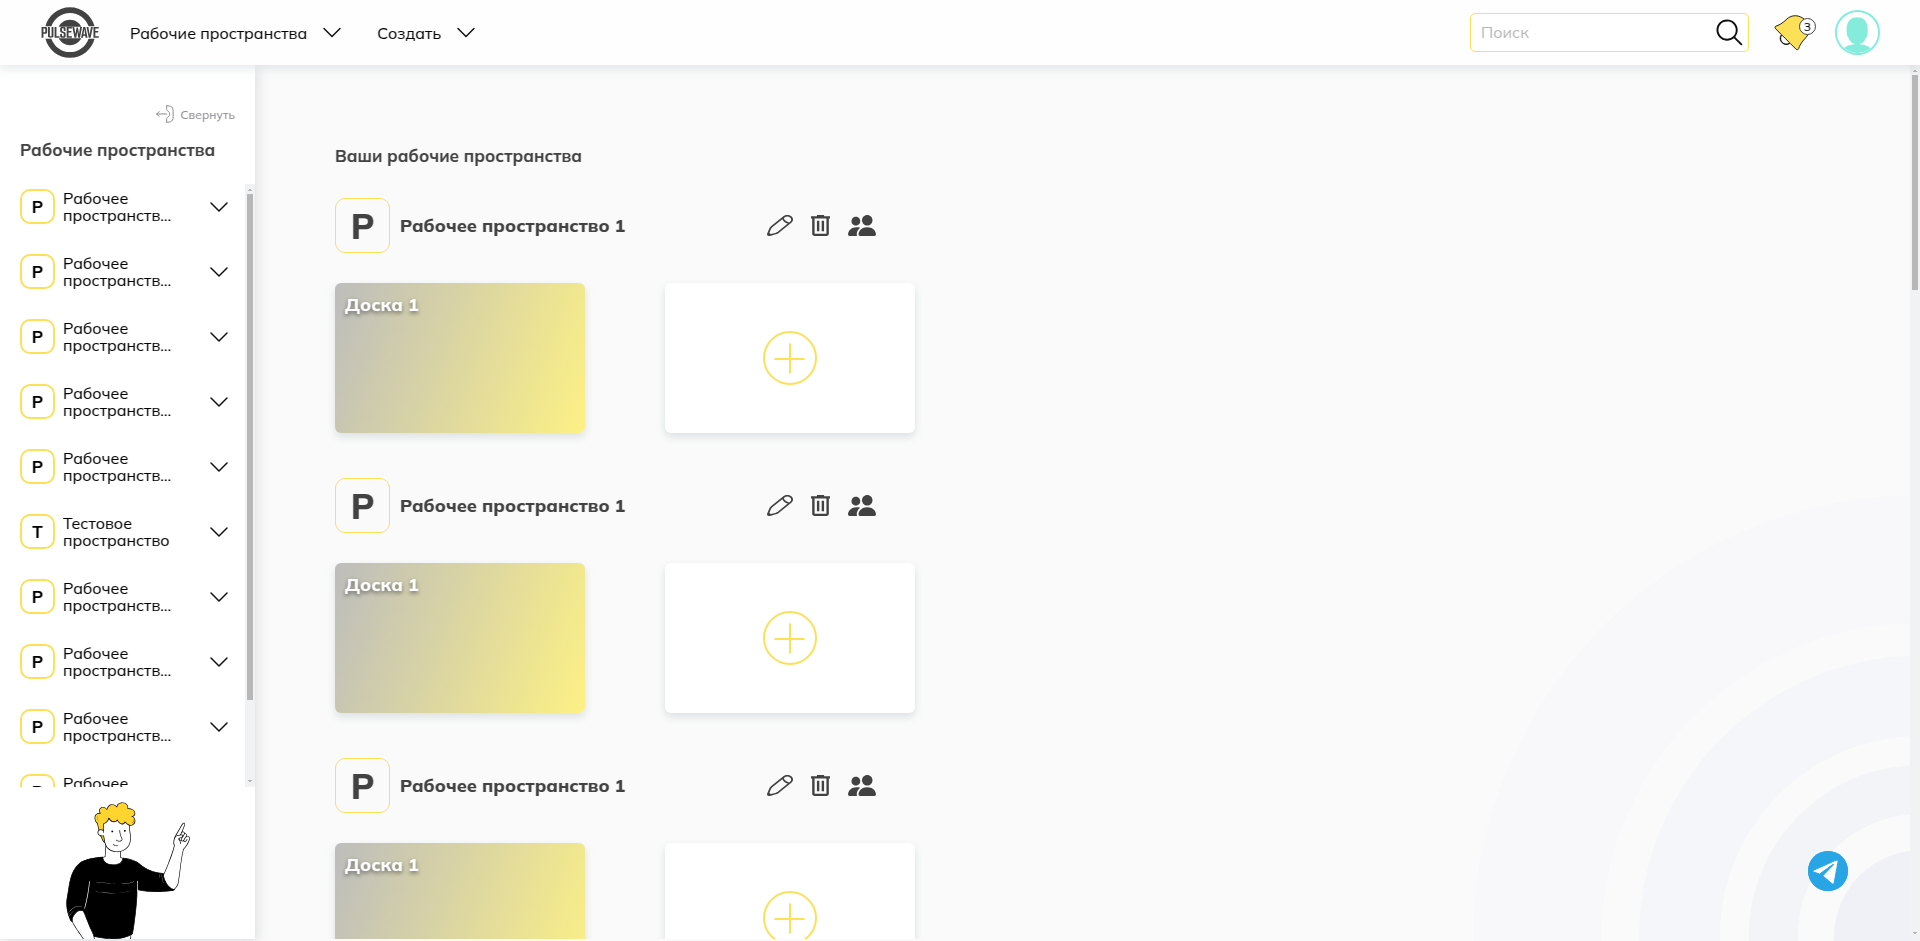 PULSEWAVE
Рабочие пространства
Создать
Поиск
3
Свернуть
Рабочие пространства
Р
Рабочее
пространств...
Р
Рабочее
пространств...
Р
Рабочее
пространств...
Р
Рабочее
пространств...
Р
Рабочее
пространств...
Т
Тестовое
пространство
Р
Рабочее
пространств...
Р
Рабочее
пространств...
Р
Рабочее
пространств...
Рабочее
Ваши рабочие пространства
Р
Рабочее пространство 1
Доска 1
Р
Рабочее пространство 1
Доска 1
Р
Рабочее пространство 1
Доска 1